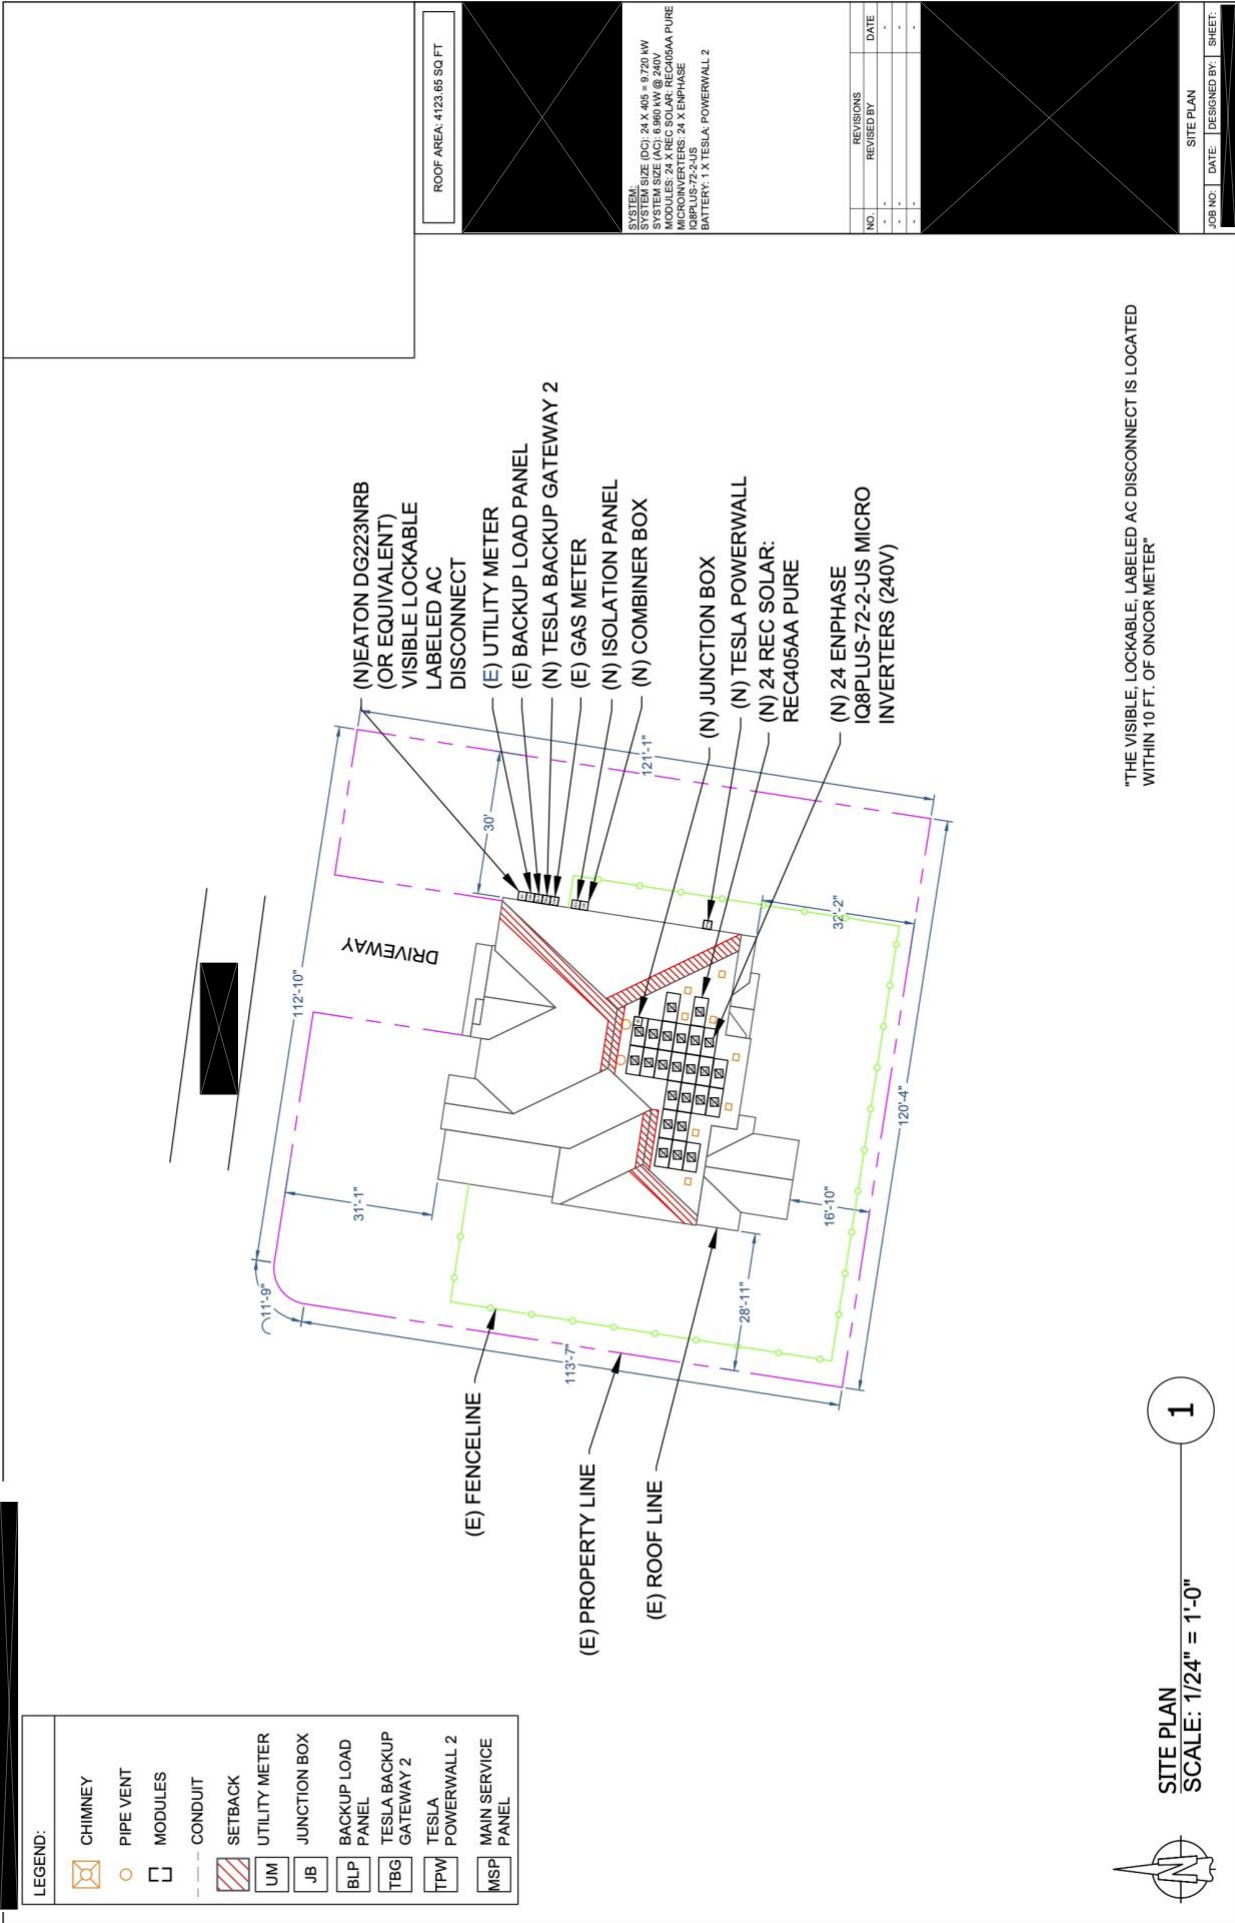 LEGEND:
CHIMNEY
PIPE VENT
MODULES
CONDUIT
SETBACK
UM UTILITY METER
JB JUNCTION BOX
BLP BACKUP LOAD
PANEL
TBG TESLA BACKUP
GATEWAY 2
TPW TESLA
POWERWALL 2
MSP MAIN SERVICE
PANEL
(E) FENCELINE
(E) PROPERTY LINE
(E) ROOF LINE
11'-9"
112'-10"
113'-7"
31'-1"
28'-11"
16'-10"
120'-4"
32'-2"
30'
121'-1"
DRIVEWAY
(N)EATON DG223NRB
(OR EQUIVALENT)
VISIBLE LOCKABLE
LABELED AC
DISCONNECT
(E) UTILITY METER
(E) BACKUP LOAD PANEL
(N) TESLA BACKUP GATEWAY 2
(E) GAS METER
(N) ISOLATION PANEL
(N) COMBINER BOX
(N) JUNCTION BOX
(N) TESLA POWERWALL
(N) 24 REC SOLAR:
REC405AA PURE
(N) 24 ENPHASE
IQ8PLUS-72-2-US MICRO
INVERTERS (240V)
"THE VISIBLE, LOCKABLE, LABELED AC DISCONNECT IS LOCATED
WITHIN 10 FT. OF ONCOR METER"
N
SITE PLAN
SCALE: 1/24" = 1'-0"
1
ROOF AREA: 4123.65 SQ FT
SYSTEM:
SYSTEM SIZE (DC): 24 X 405 = 9.720 kW
SYSTEM SIZE (AC): 6.960 kW @ 240V
MODULES: 24 X REC SOLAR: REC405AA PURE
MICROINVERTERS: 24 X ENPHASE
IQ8PLUS-72-2-US
BATTERY: 1 X TESLA: POWERWALL 2
REVISIONS
NO. REVISED BY DATE
- - -
- - -
- - -
SITE PLAN
JOB NO: DATE: DESIGNED BY: SHEET: